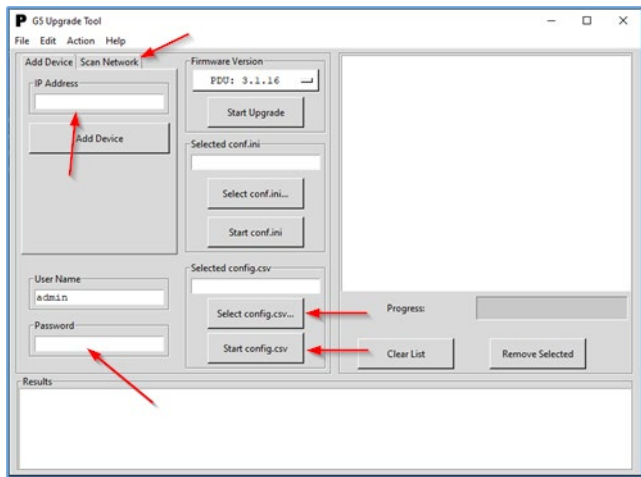 P G5 Upgrade Tool
File Edit Action Help
Add Device Scan Network
IP Address
Add Device
User Name
admin
Password
Firmware Version
PDU: 3.1.16
Start Upgrade
Selected conf.ini
Select conf.ini...
Start conf.ini
Selected config.csv
Select config.csv...
Start config.csv
Progress:
Clear List Remove Selected
Results